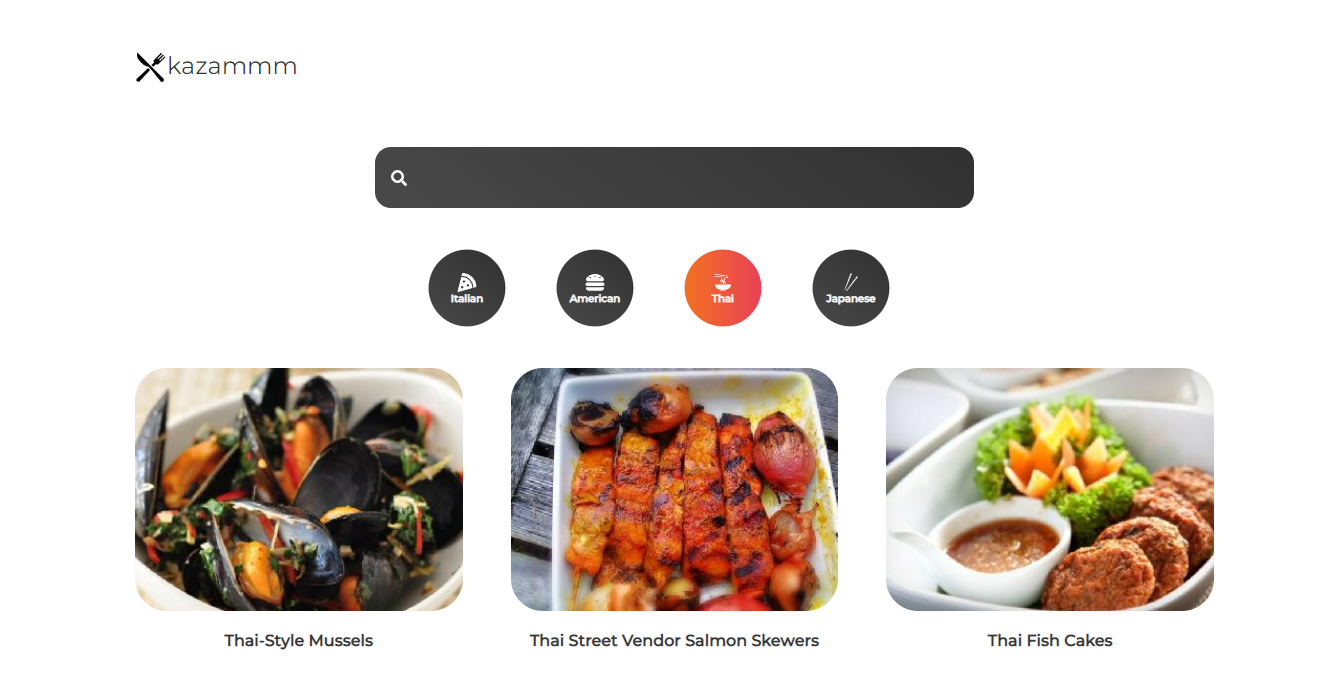 kazammm
Italian
American
Thai
Japanese
Thai-Style Mussels
Thai Street Vendor Salmon Skewers
Thai Fish Cakes